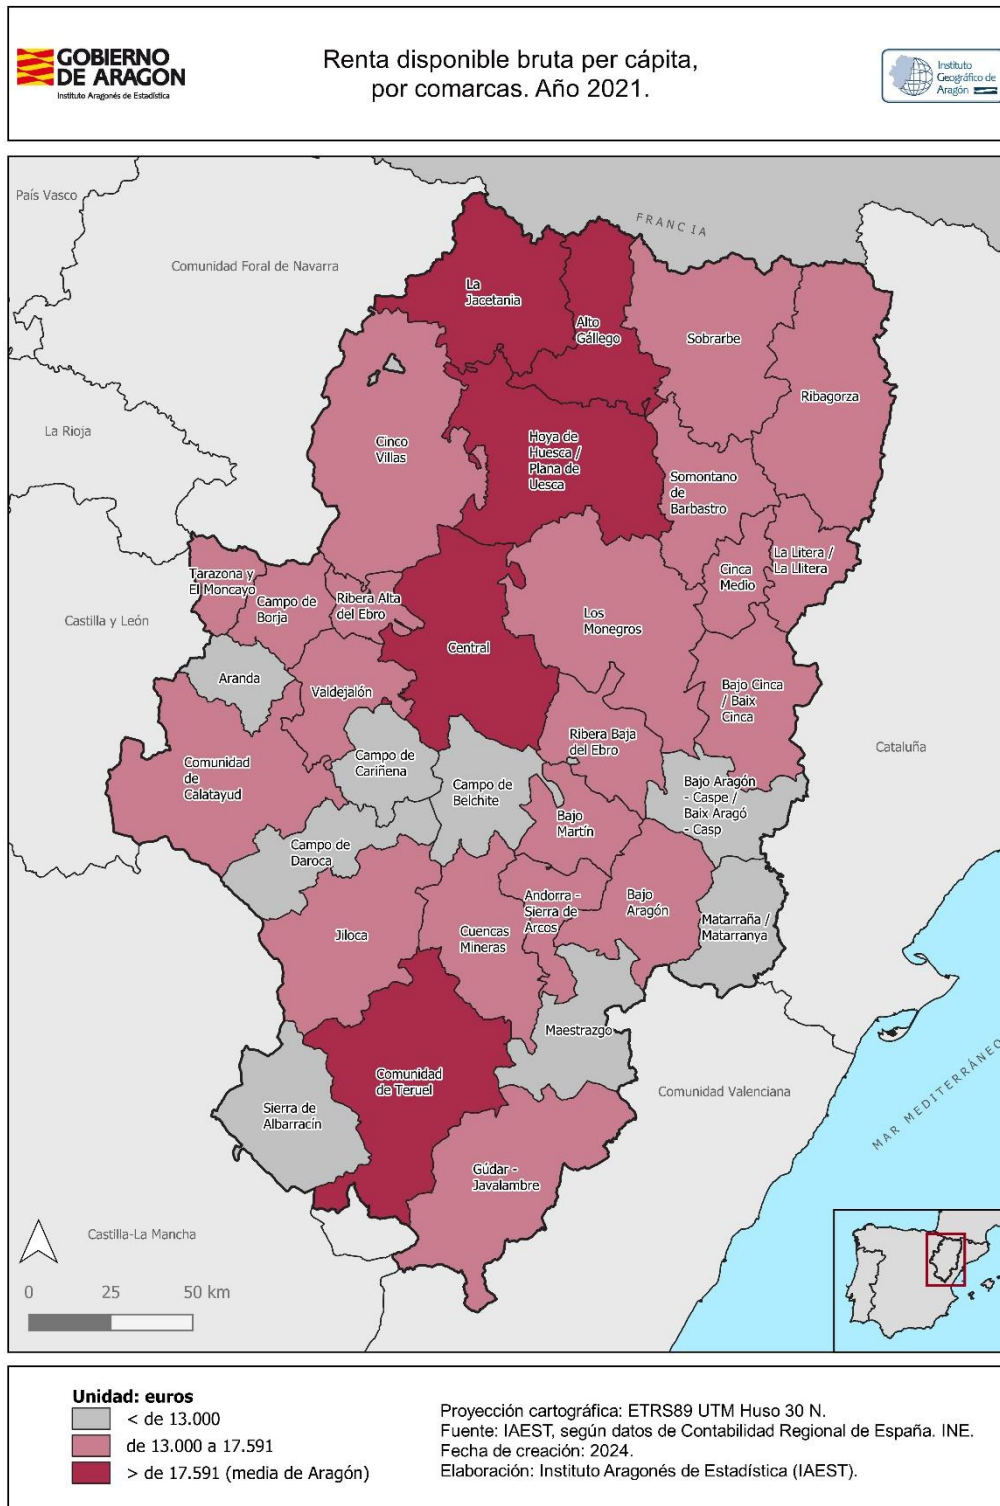 GOBIERNO
DE ARAGON
Instituto Aragonés de Estadística
Renta disponible bruta per cápita,
por comarcas. Año 2021.
Instituto
Geográfico de
Aragón
País Vasco
FRANCIA
Comunidad Foral de Navarra
La
Jacetania
Alto
Gállego
Sobrarbe
Ribagorza
La Rioja
Cinco
Villas
Hoya de
Huesca /
Plana de
Uesca
Somontano
de
Barbastro
La Litera /
La Llitera
Cinca
Medio
Tarazona y
El Moncayo
Campo de
Borja
Ribera Alta
del Ebro
Los
Monegros
Castilla y León
Central
Aranda
Valdejalón
Bajo Cinca
/ Baix
Cinca
Ribera Baja
del Ebro
Cataluña
Comunidad
de
Calatayud
Campo de
Cariñena
Campo de
Belchite
Bajo Aragón
- Caspe /
Baix Aragó
- Casp
Bajo
Martín
Campo de
Daroca
Andorra -
Sierra de
Arcos
Bajo
Aragón
Matarraña /
Matarranya
Jiloca
Cuencas
Mineras
Maestrazgo
Comunidad
de Teruel
Comunidad Valenciana
MAR MEDITERRÁNEO
Sierra de
Albarracín
Gúdar -
Javalambre
Castilla-La Mancha
0 25 50 km
Unidad: euros
< de 13.000
de 13.000 a 17.591
> de 17.591 (media de Aragón)
Proyección cartográfica: ETRS89 UTM Huso 30 N.
Fuente: IAEST, según datos de Contabilidad Regional de España. INE.
Fecha de creación: 2024.
Elaboración: Instituto Aragonés de Estadística (IAEST).